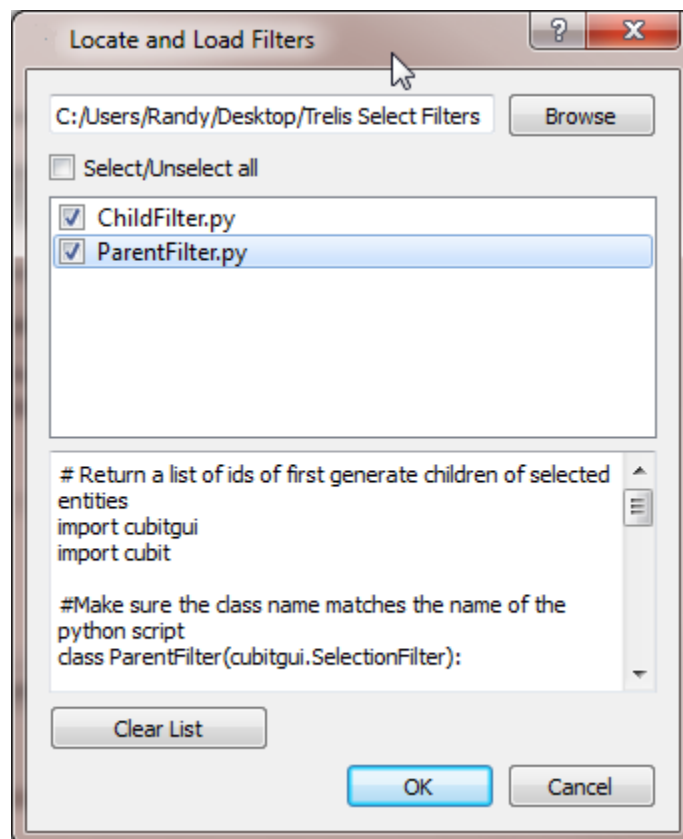 Locate and Load Filters
?
C:/Users/Randy/Desktop/Trelis Select Filters
Browse
Select/Unselect all
ChildFilter.py
ParentFilter.py
# Return a list of ids of first generate children of selected
entities
import cubitgui
import cubit
#Make sure the class name matches the name of the
python script
class ParentFilter(cubitgui.SelectionFilter):
Clear List
OK
Cancel